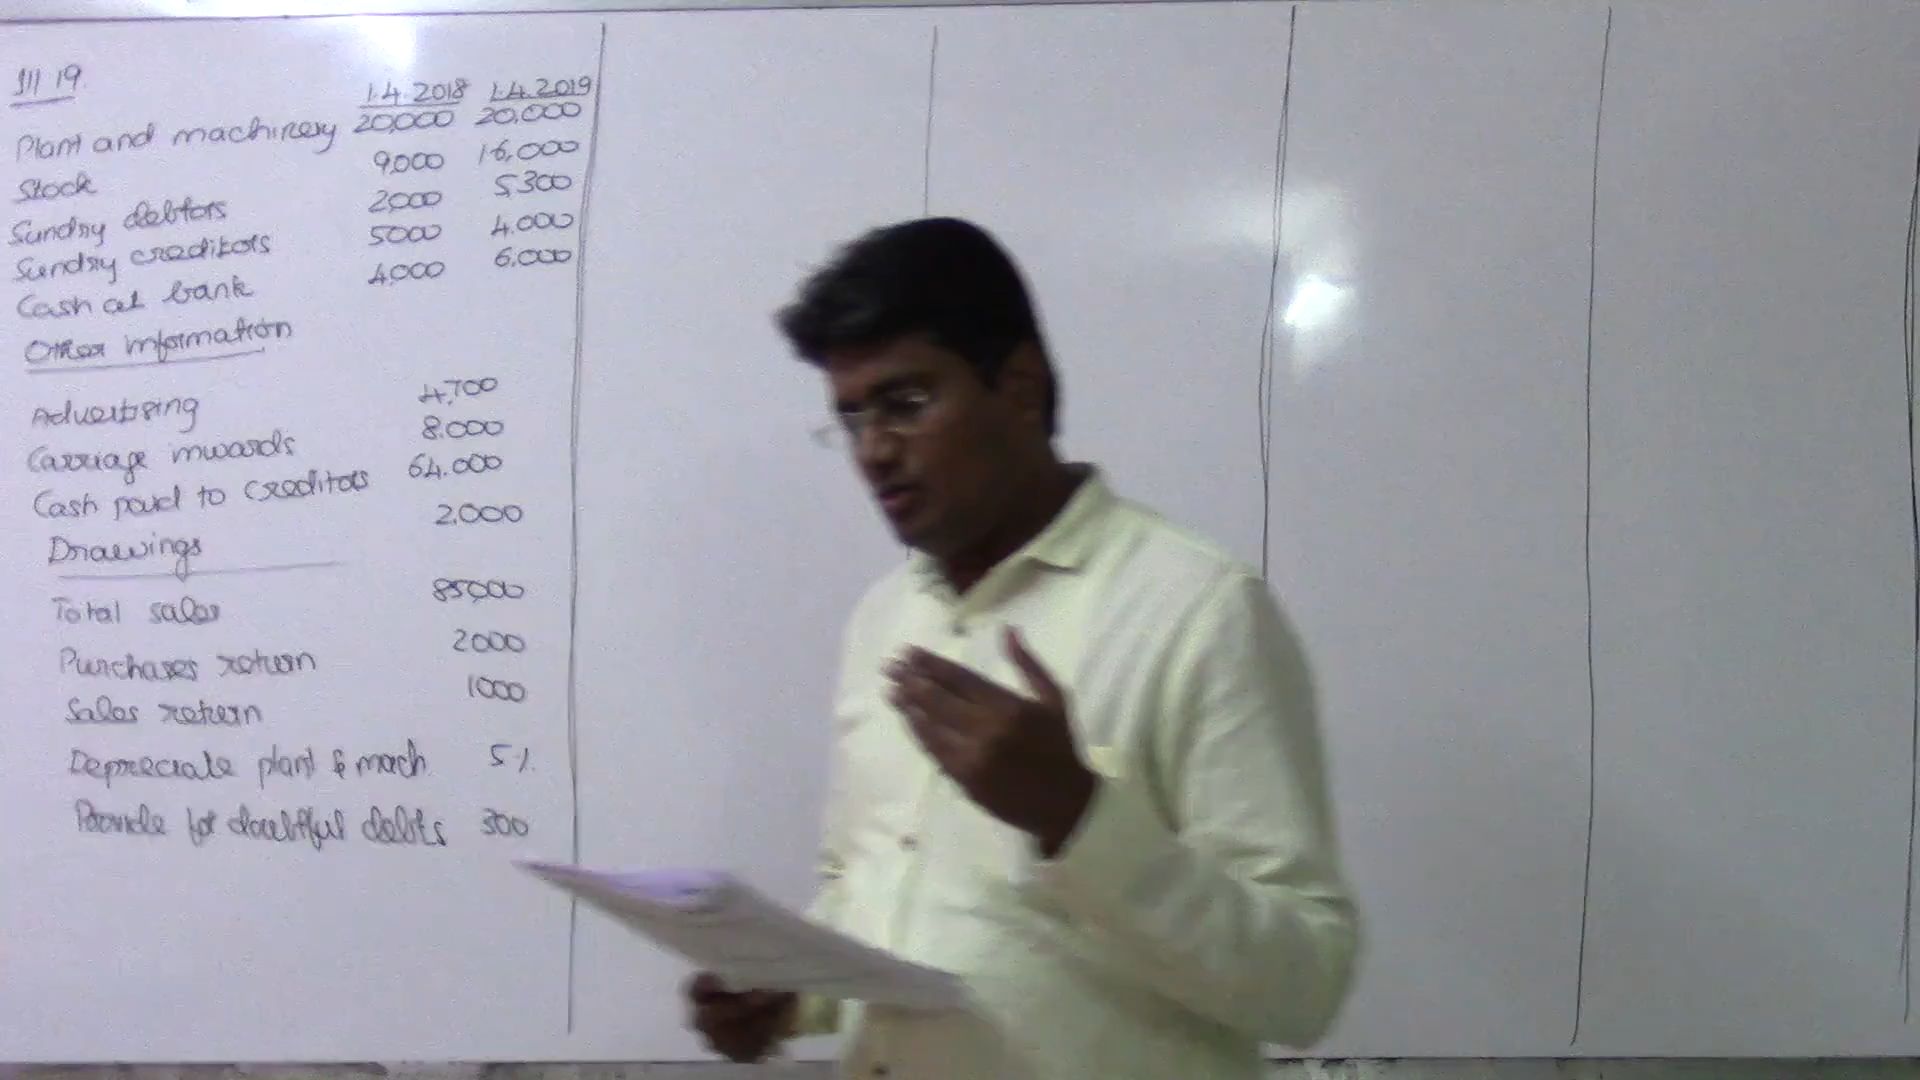 Ill 19.
1.4.2018 1.4.2019
Plant and machinery 20,000 20,000
Stock 9,000 16,000
Sundry debtors 2,000 5,300
Sundry creditors 5000 4,000
Cash at bank 4,000 6,000
Other information
Advertising 4,700
Carriage inwards 8,000
Cash paid to creditors 64,000
Drawings 2,000
Total sales 85,000
Purchases return 2000
Sales return 1000
Depreciate plant & mach. 5%.
Provide for doubtful debts 300